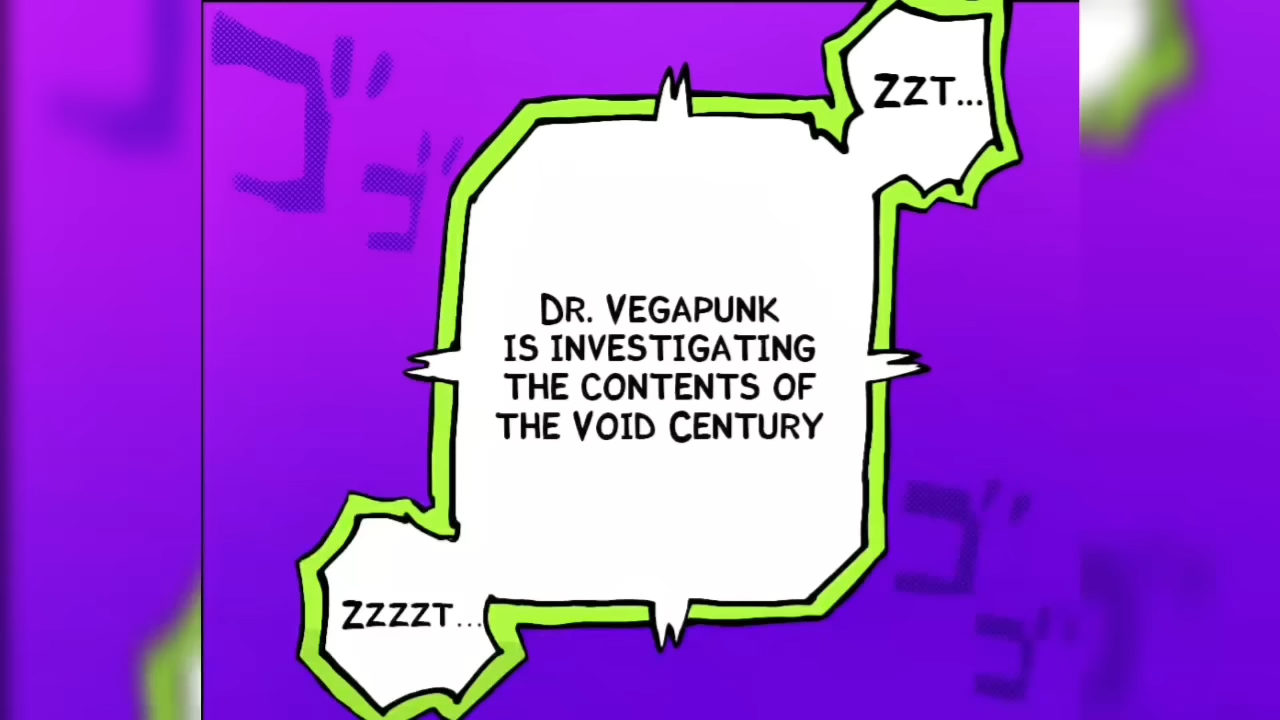 ゴ
ゴ
ZZT...
DR. VEGAPUNK
IS INVESTIGATING
THE CONTENTS OF
THE VOID CENTURY
ゴ
ゴ
ZZZZT...